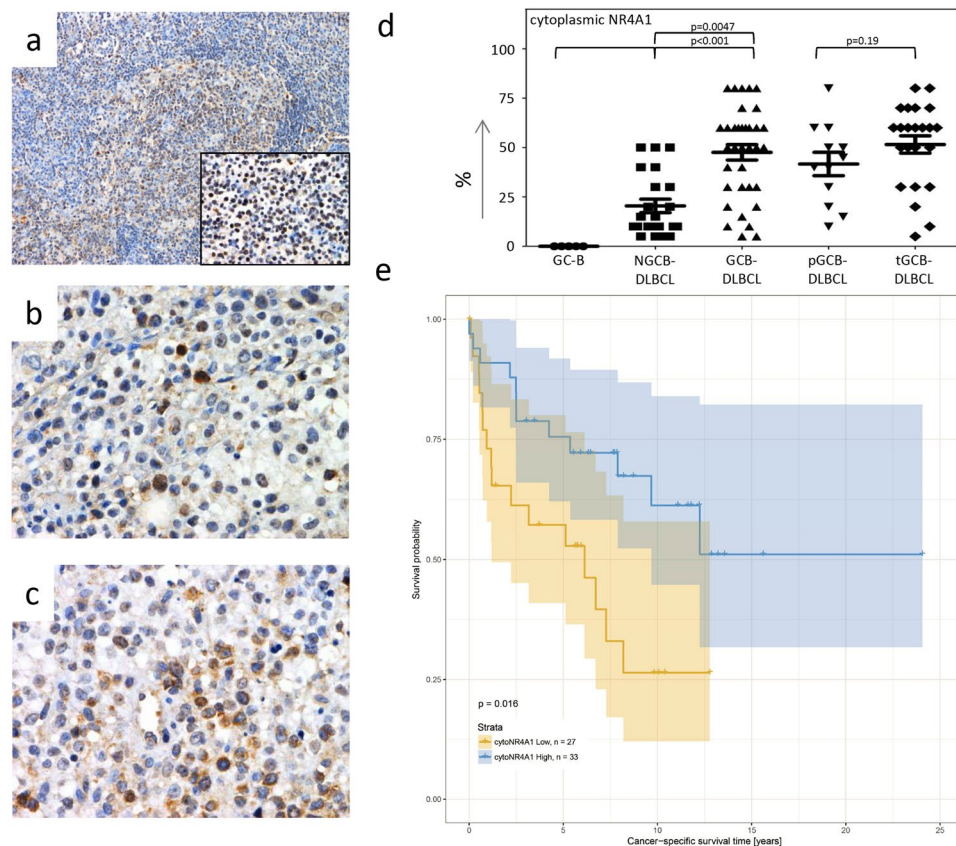 a
b
c
d
cytoplasmic NR4A1
p=0.0047
p<0.001
p=0.19
100
75
50
25
0
%
GC-B
NGCB-
DLBCL
GCB-
DLBCL
pGCB-
DLBCL
tGCB-
DLBCL
e
1.00
0.75
0.50
0.25
0.00
Survival probability
p = 0.016
Strata
cytoNR4A1 Low, n = 27
cytoNR4A1 High, n = 33
0 5 10 15 20 25
Cancer−specific survival time [years]